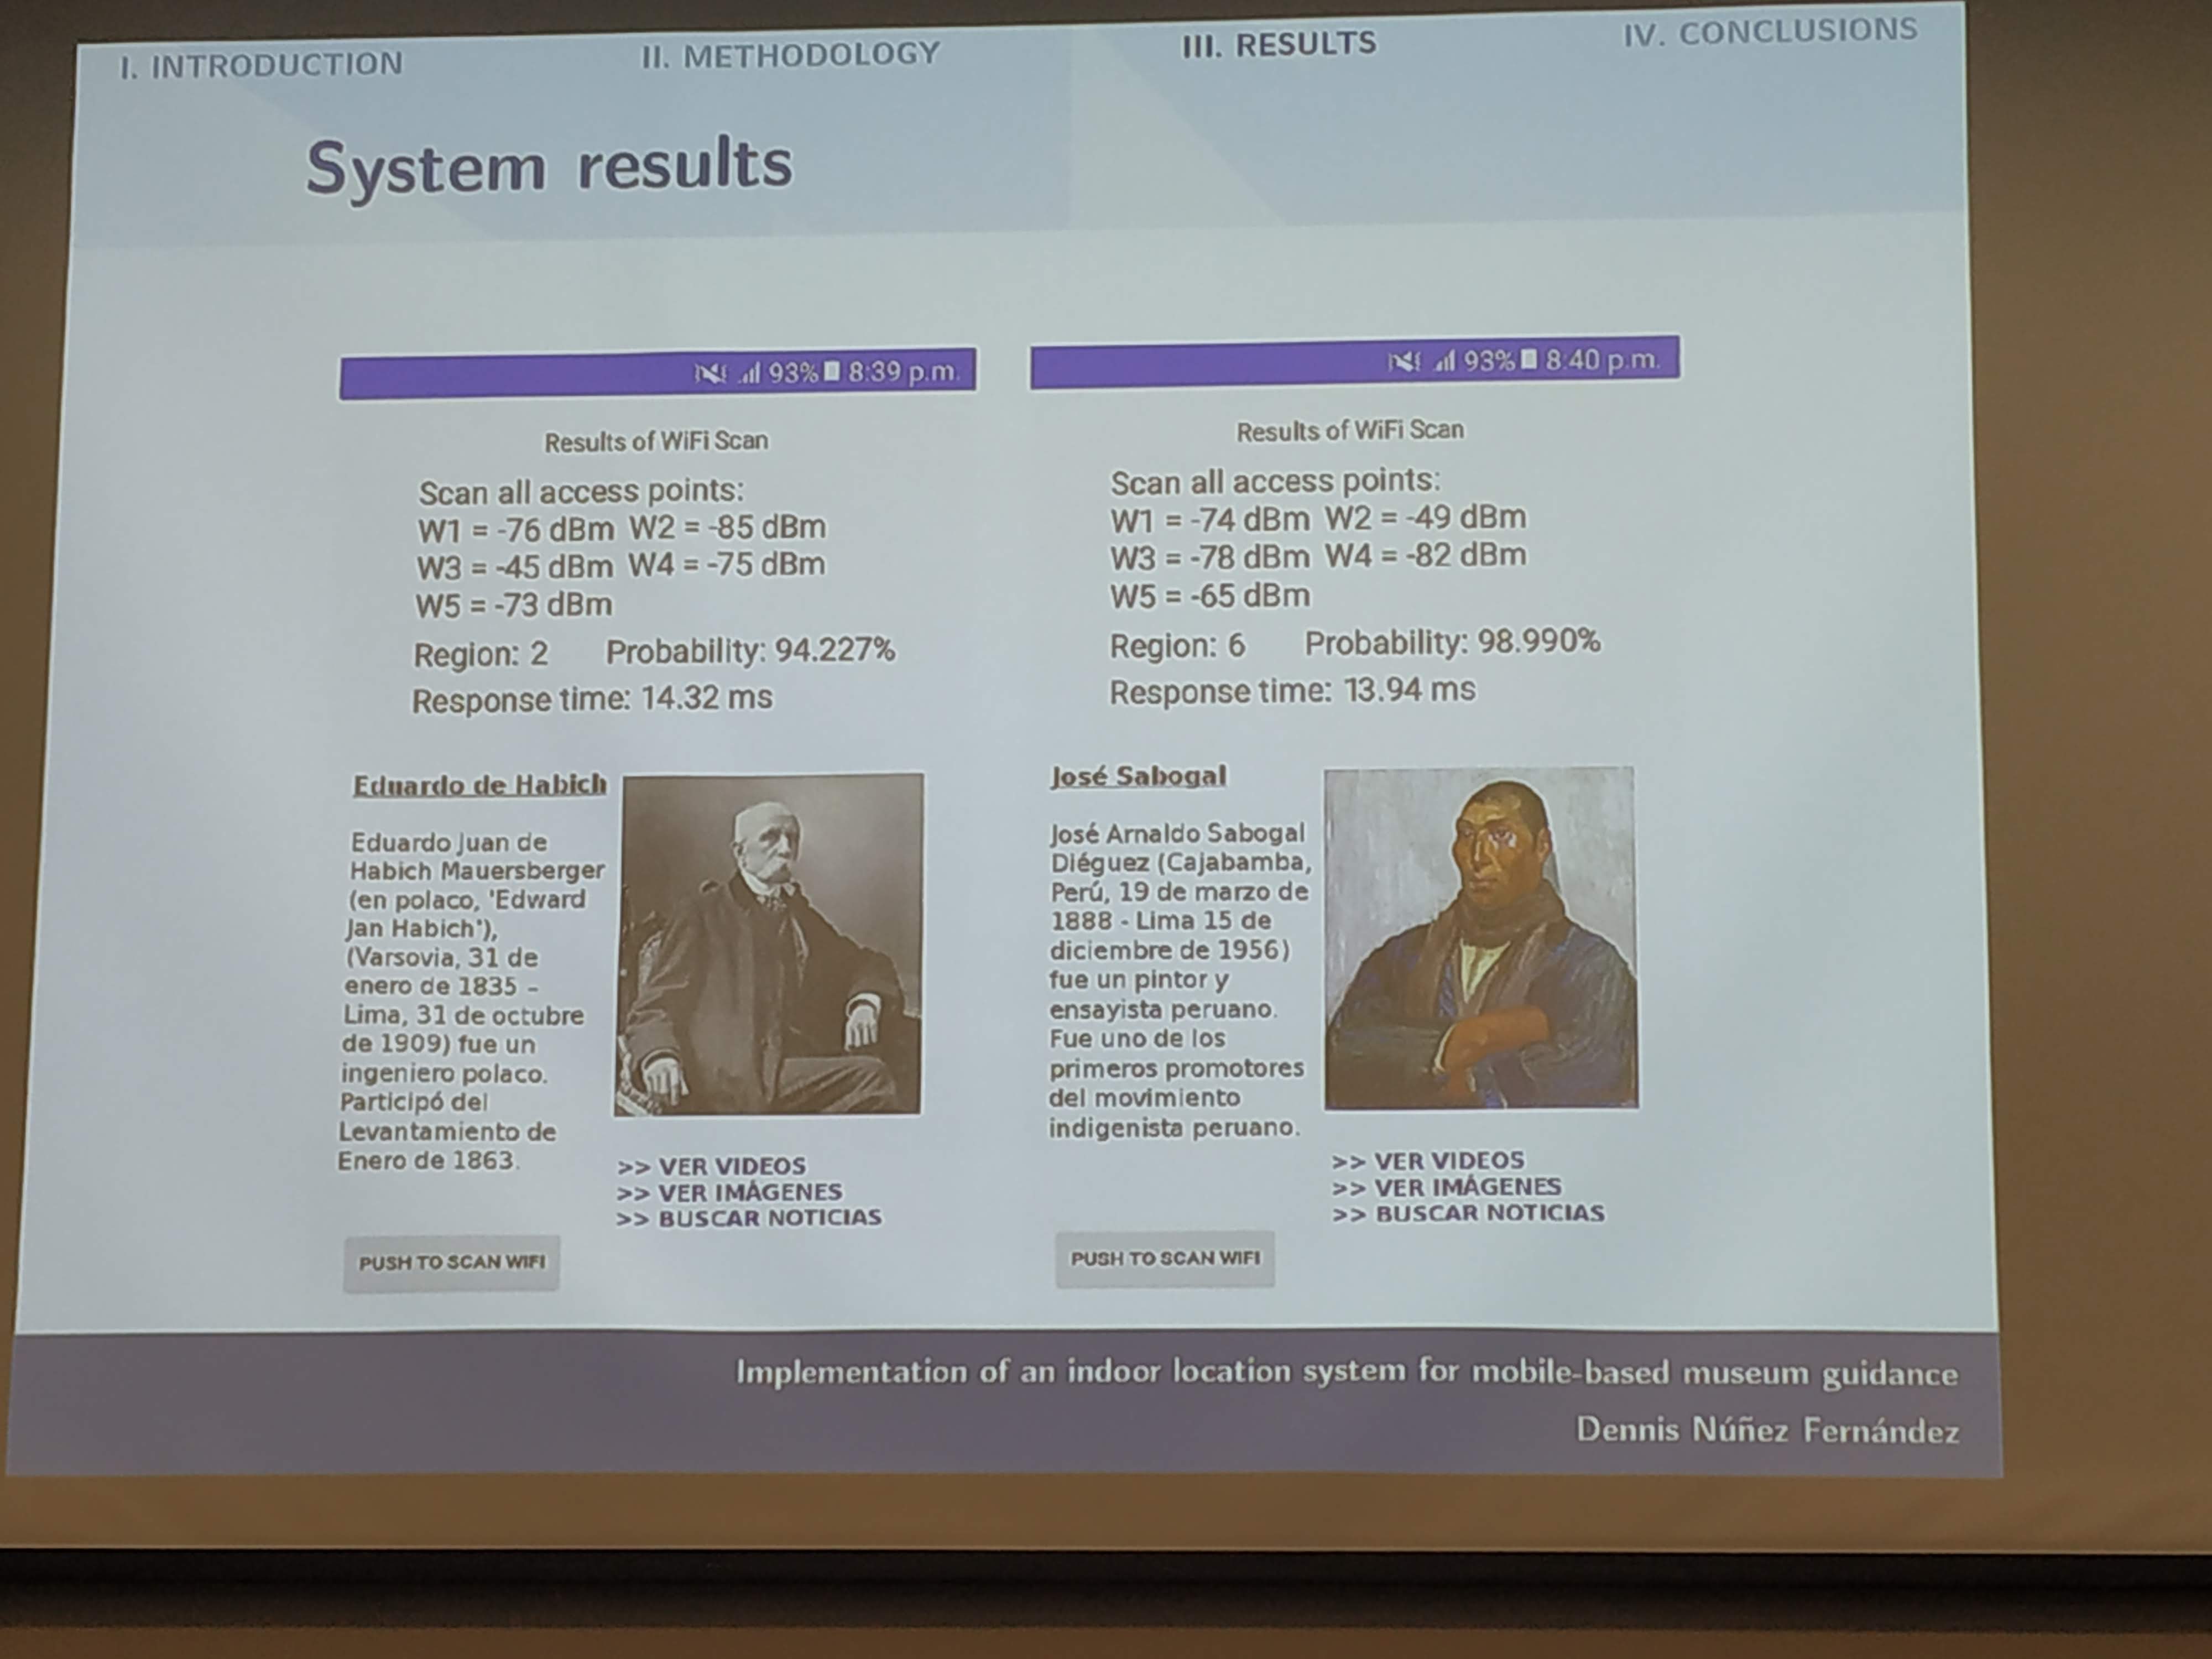 I. INTRODUCTION
II. METHODOLOGY
III. RESULTS
IV. CONCLUSIONS
System results
93% 8:39 p.m.
Results of WiFi Scan
Scan all access points:
W1 = -76 dBm W2 = -85 dBm
W3 = -45 dBm W4 = -75 dBm
W5 = -73 dBm
Region: 2 Probability: 94.227%
Response time: 14.32 ms
Eduardo de Habich
Eduardo Juan de
Habich Mauersberger
(en polaco, 'Edward
Jan Habich'),
(Varsovia, 31 de
enero de 1835 –
Lima, 31 de octubre
de 1909) fue un
ingeniero polaco.
Participó del
Levantamiento de
Enero de 1863.
>> VER VIDEOS
>> VER IMÁGENES
>> BUSCAR NOTICIAS
PUSH TO SCAN WIFI
93% 8:40 p.m.
Results of WiFi Scan
Scan all access points:
W1 = -74 dBm W2 = -49 dBm
W3 = -78 dBm W4 = -82 dBm
W5 = -65 dBm
Region: 6 Probability: 98.990%
Response time: 13.94 ms
José Sabogal
José Arnaldo Sabogal
Diéguez (Cajabamba,
Perú, 19 de marzo de
1888 - Lima 15 de
diciembre de 1956)
fue un pintor y
ensayista peruano.
Fue uno de los
primeros promotores
del movimiento
indigenista peruano.
>> VER VIDEOS
>> VER IMÁGENES
>> BUSCAR NOTICIAS
PUSH TO SCAN WIFI
Implementation of an indoor location system for mobile-based museum guidance
Dennis Núñez Fernández